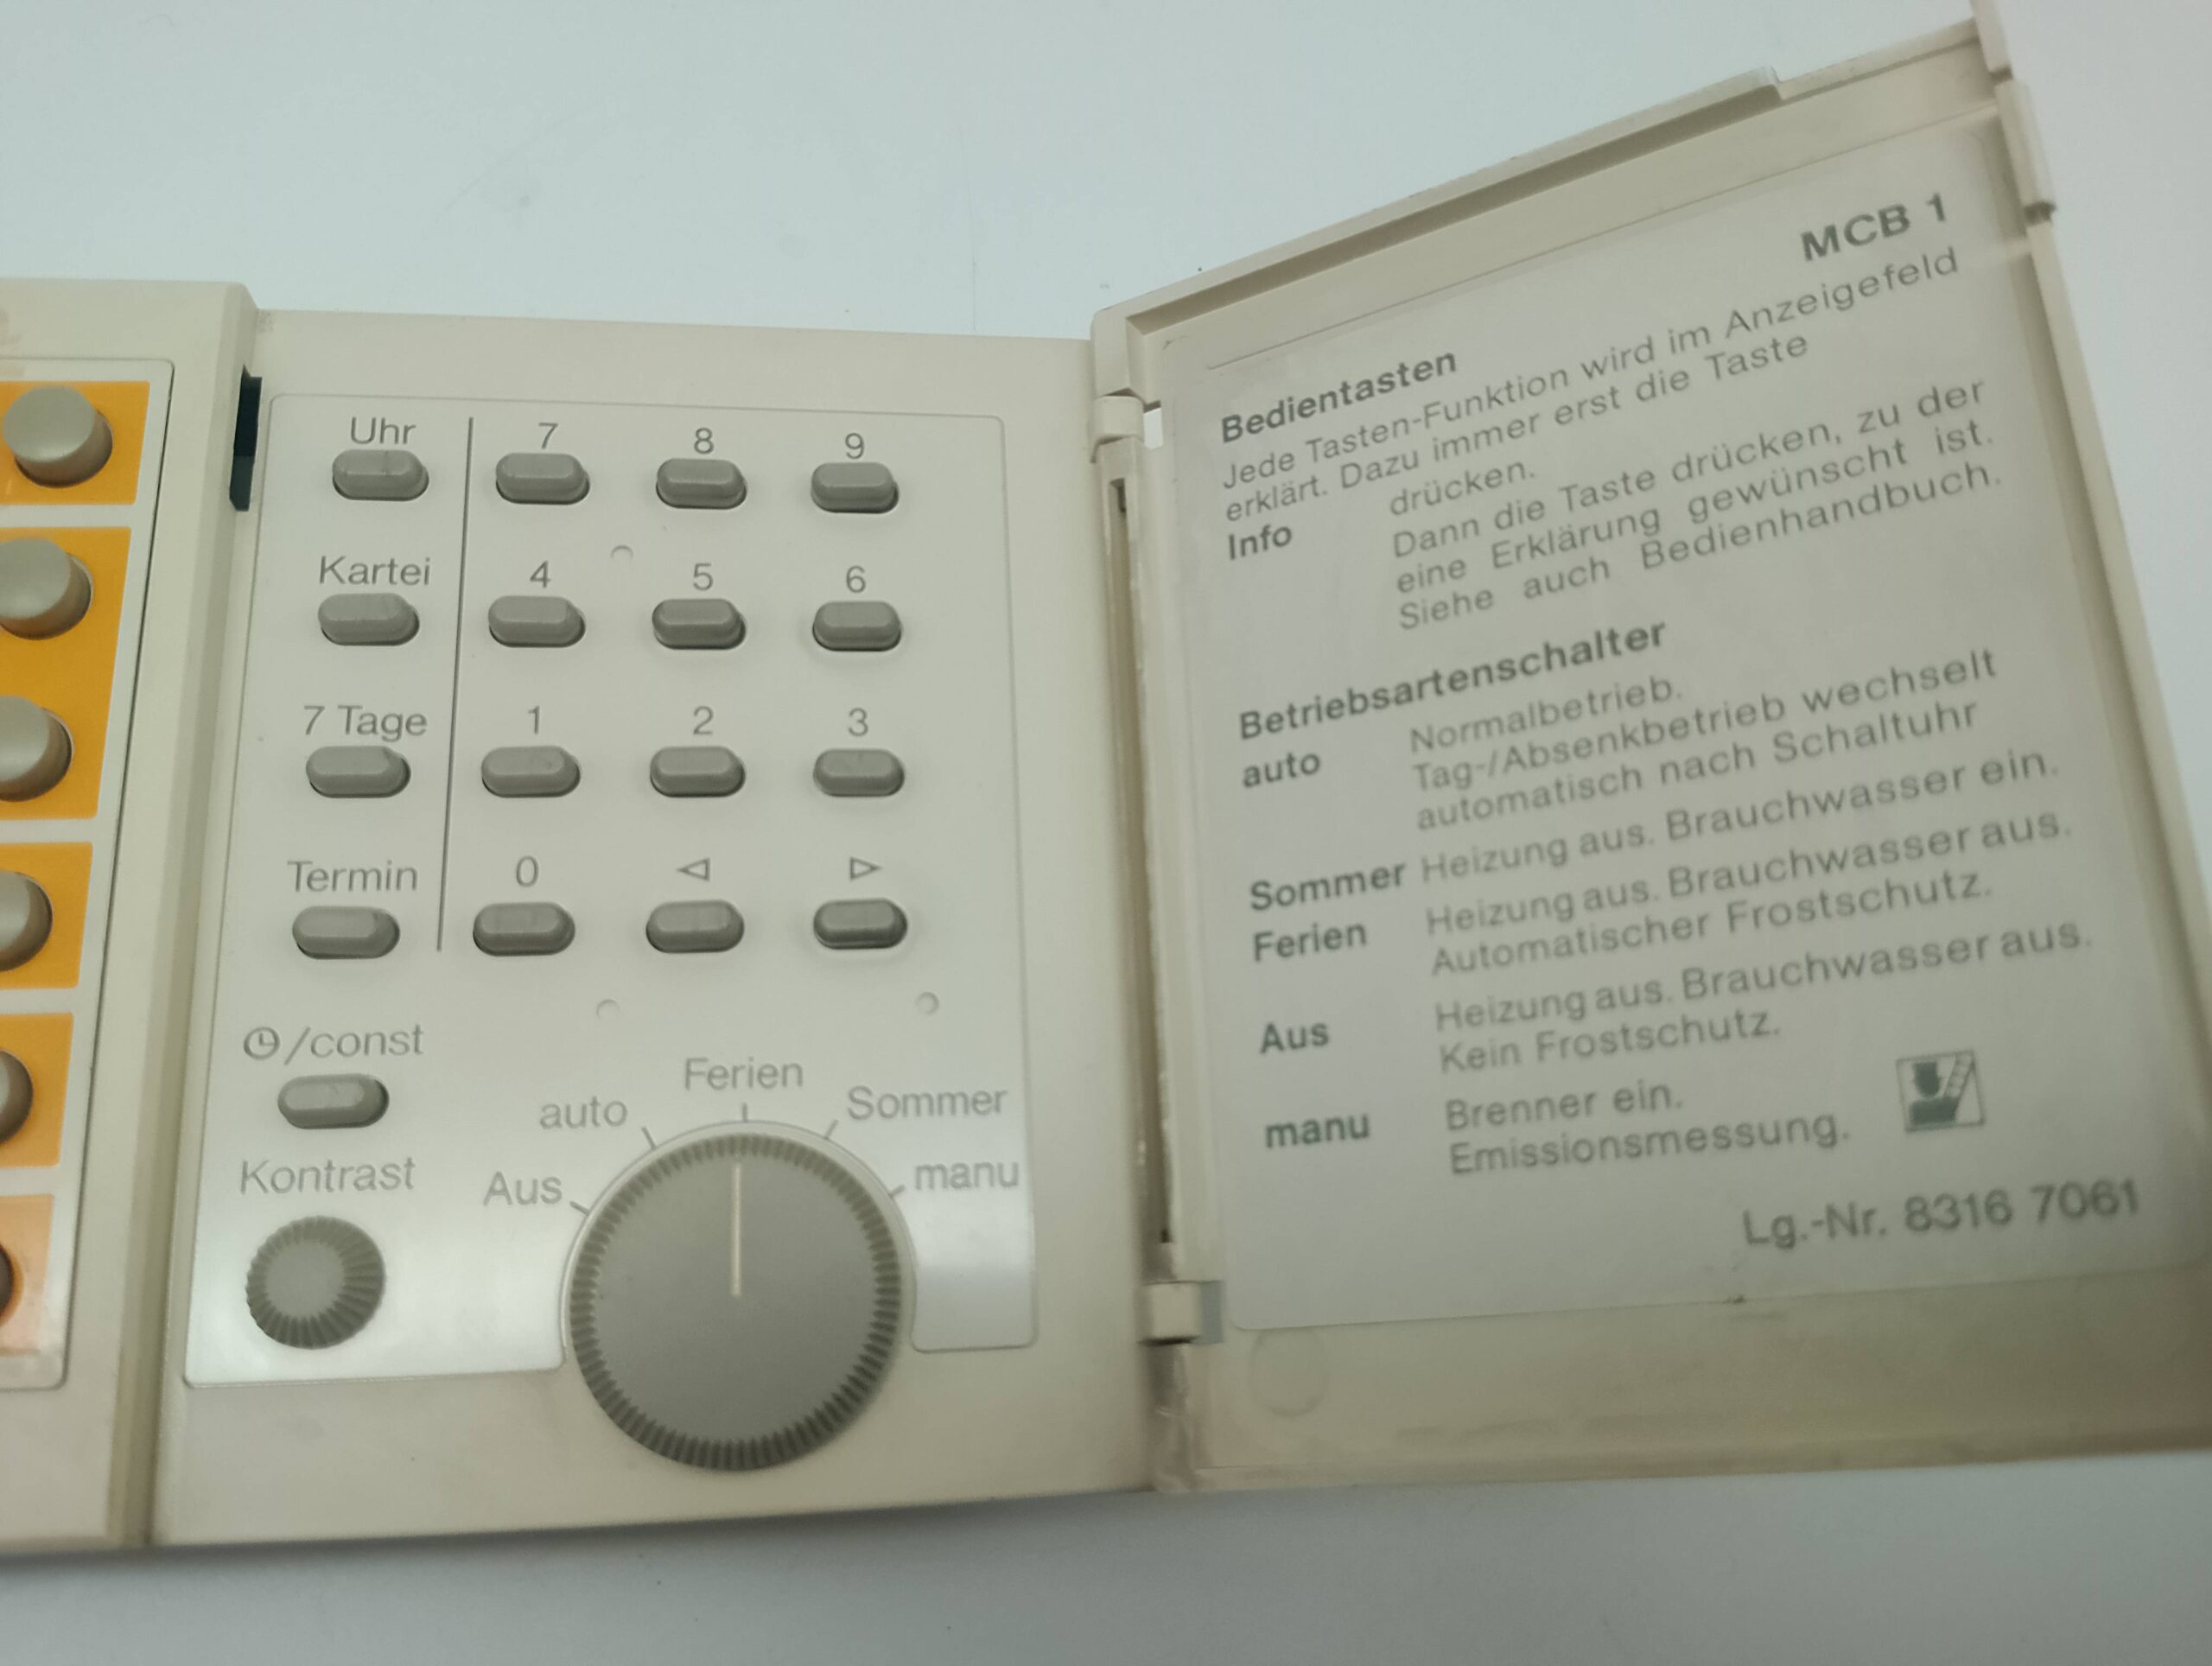 Uhr 7 8 9
Kartei 4 5 6
7 Tage 1 2 3
Termin 0
/const
Kontrast
Aus
auto
Ferien
Sommer
manu
MCB 1
Bedientasten
Jede Tasten-Funktion wird im Anzeigefeld
erklärt. Dazu immer erst die Taste
Info drücken.
Dann die Taste drücken, zu der
eine Erklärung gewünscht ist.
Siehe auch Bedienhandbuch.
Betriebsartenschalter
auto Normalbetrieb.
Tag-/Absenkbetrieb wechselt
automatisch nach Schaltuhr
Sommer Heizung aus. Brauchwasser ein.
Ferien Heizung aus. Brauchwasser aus.
Automatischer Frostschutz.
Aus Heizung aus. Brauchwasser aus.
Kein Frostschutz.
manu Brenner ein.
Emissionsmessung.
Lg.-Nr. 8316 7061